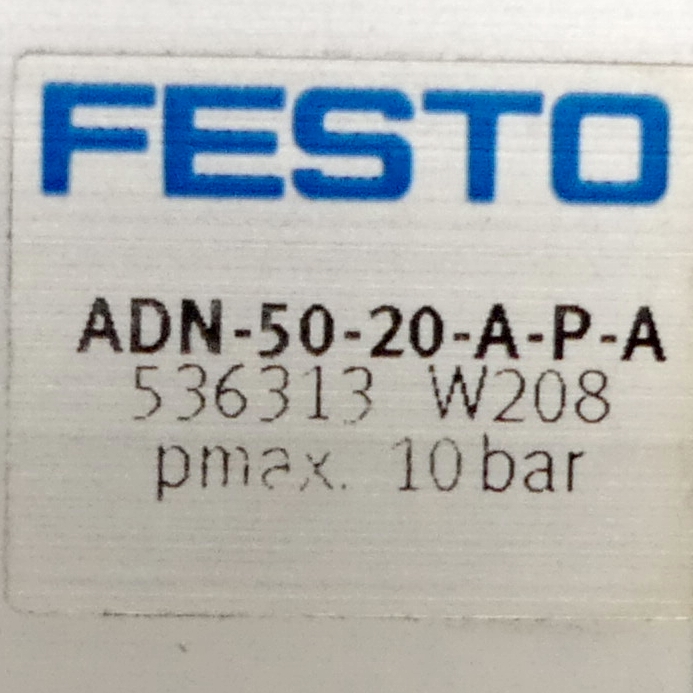 FESTO
ADN-50-20-A-P-A
536313 W208
pmax. 10 bar